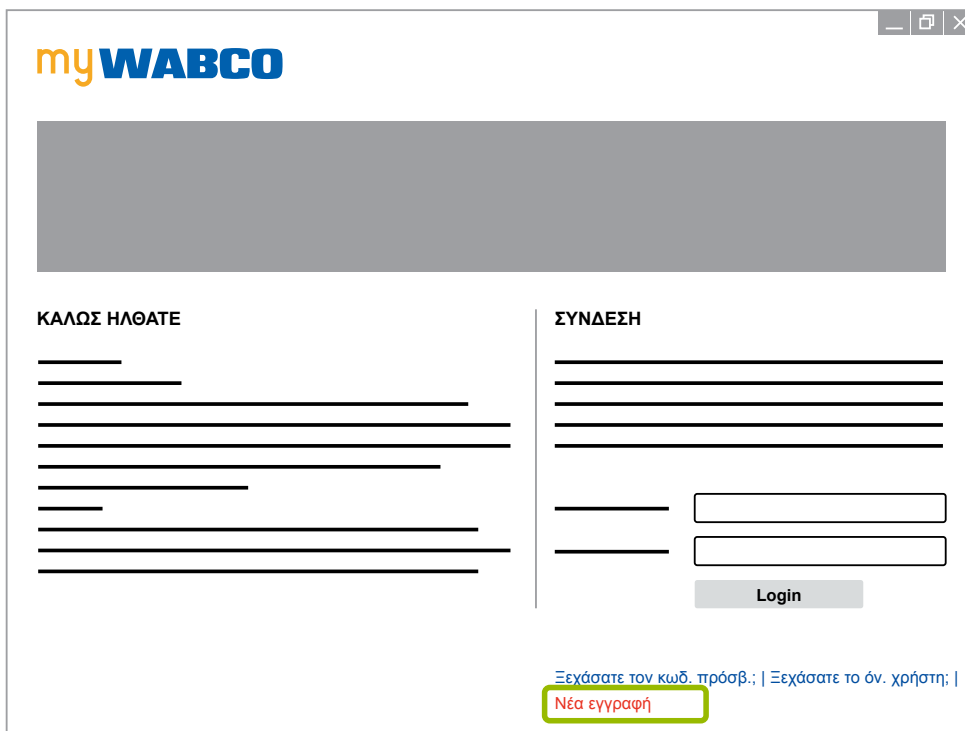 myWABCO
ΚΑΛΩΣ ΗΛΘΑΤΕ
ΣΥΝΔΕΣΗ
Login
Ξεχάσατε τον κωδ. πρόσβ.; | Ξεχάσατε το όν. χρήστη; |
Νέα εγγραφή